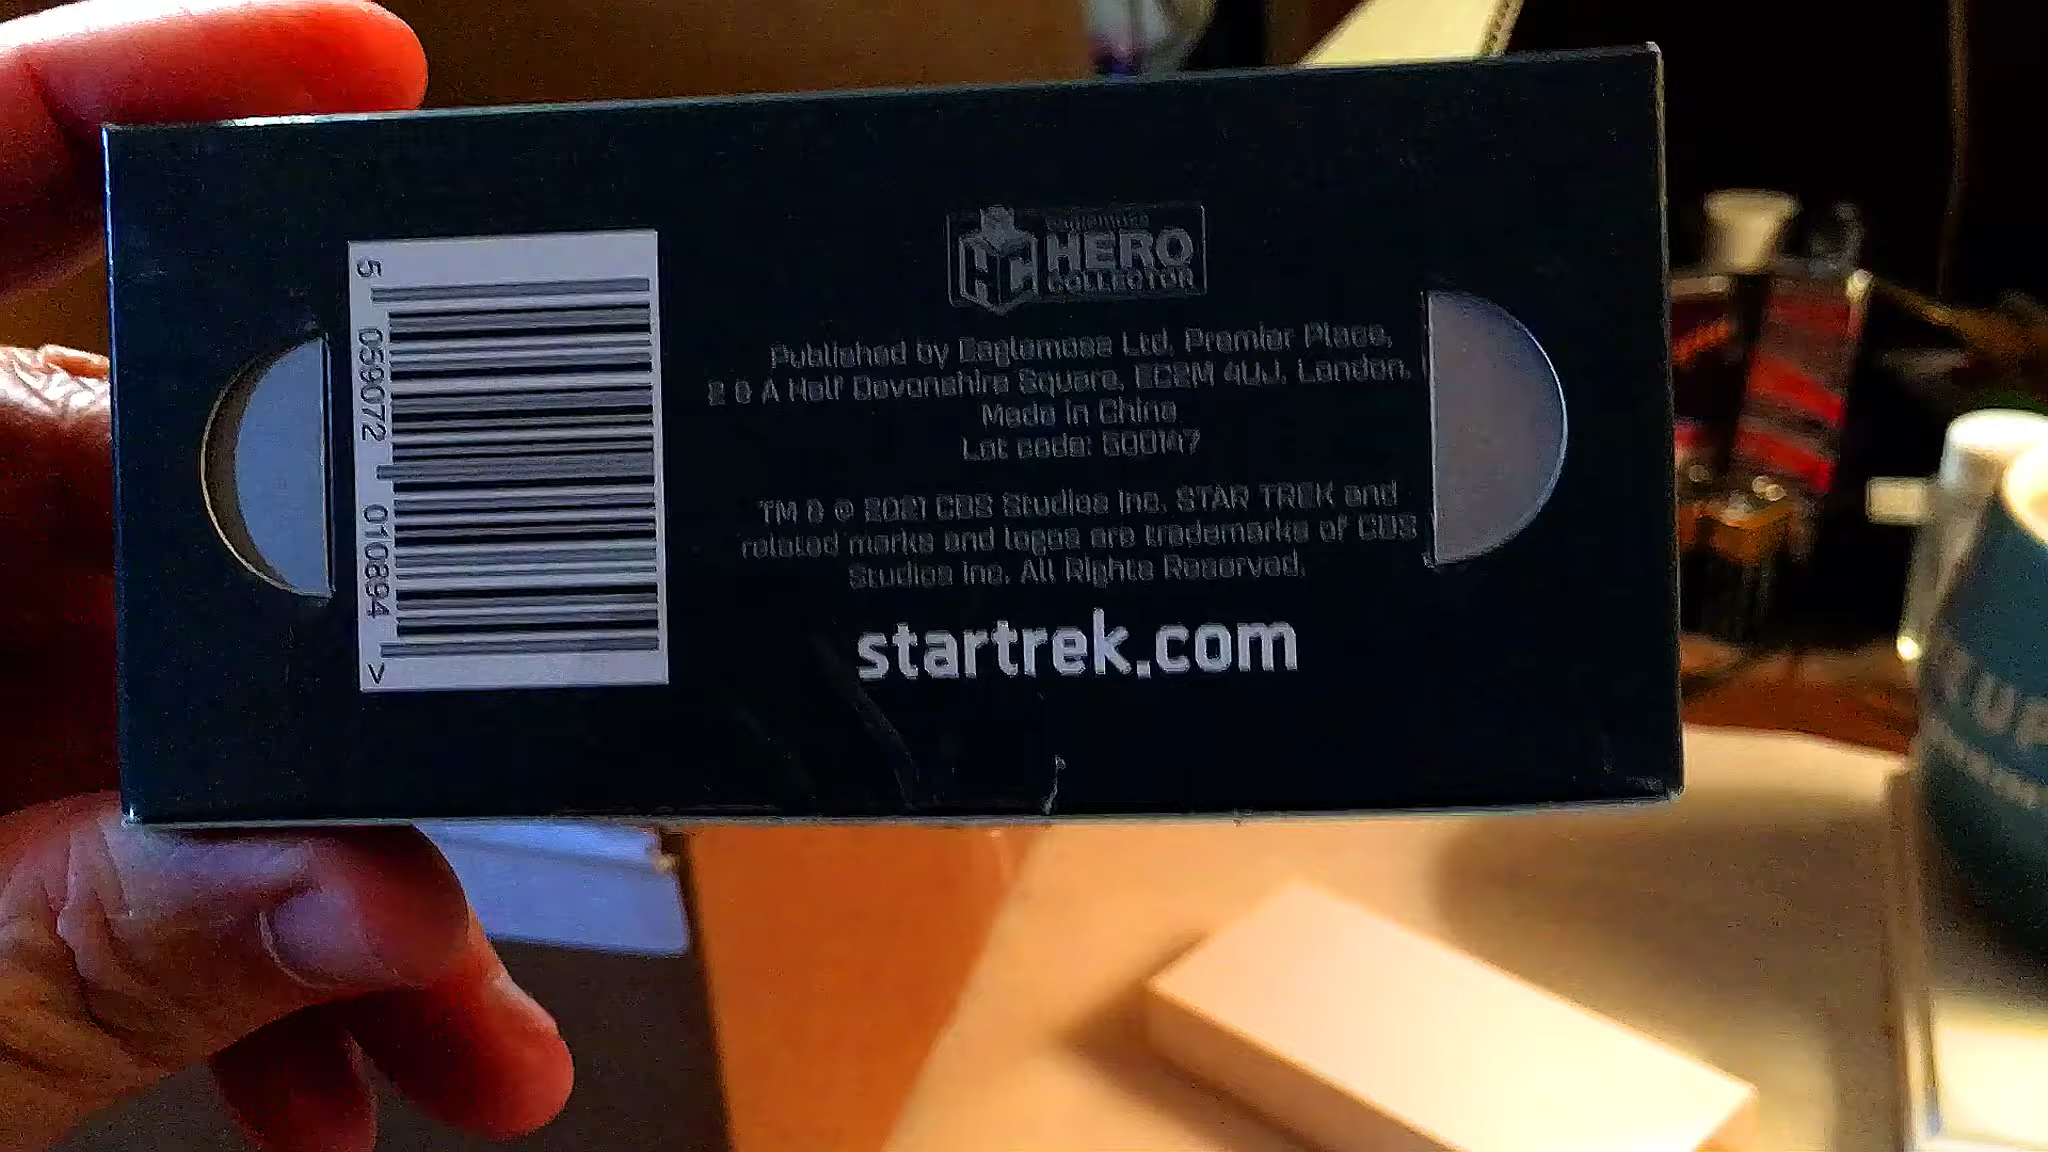 eaglemoss
HERO
COLLECTOR
HC
Published by Eaglemoss Ltd, Premier Place,
2 & A Half Devonshire Square, EC2M 4UJ, London.
Made in China
Lot code: 500147
TM & © 2021 CBS Studios Inc. STAR TREK and
related marks and logos are trademarks of CBS
Studios Inc. All Rights Reserved.
startrek.com
5 059072 010894 >